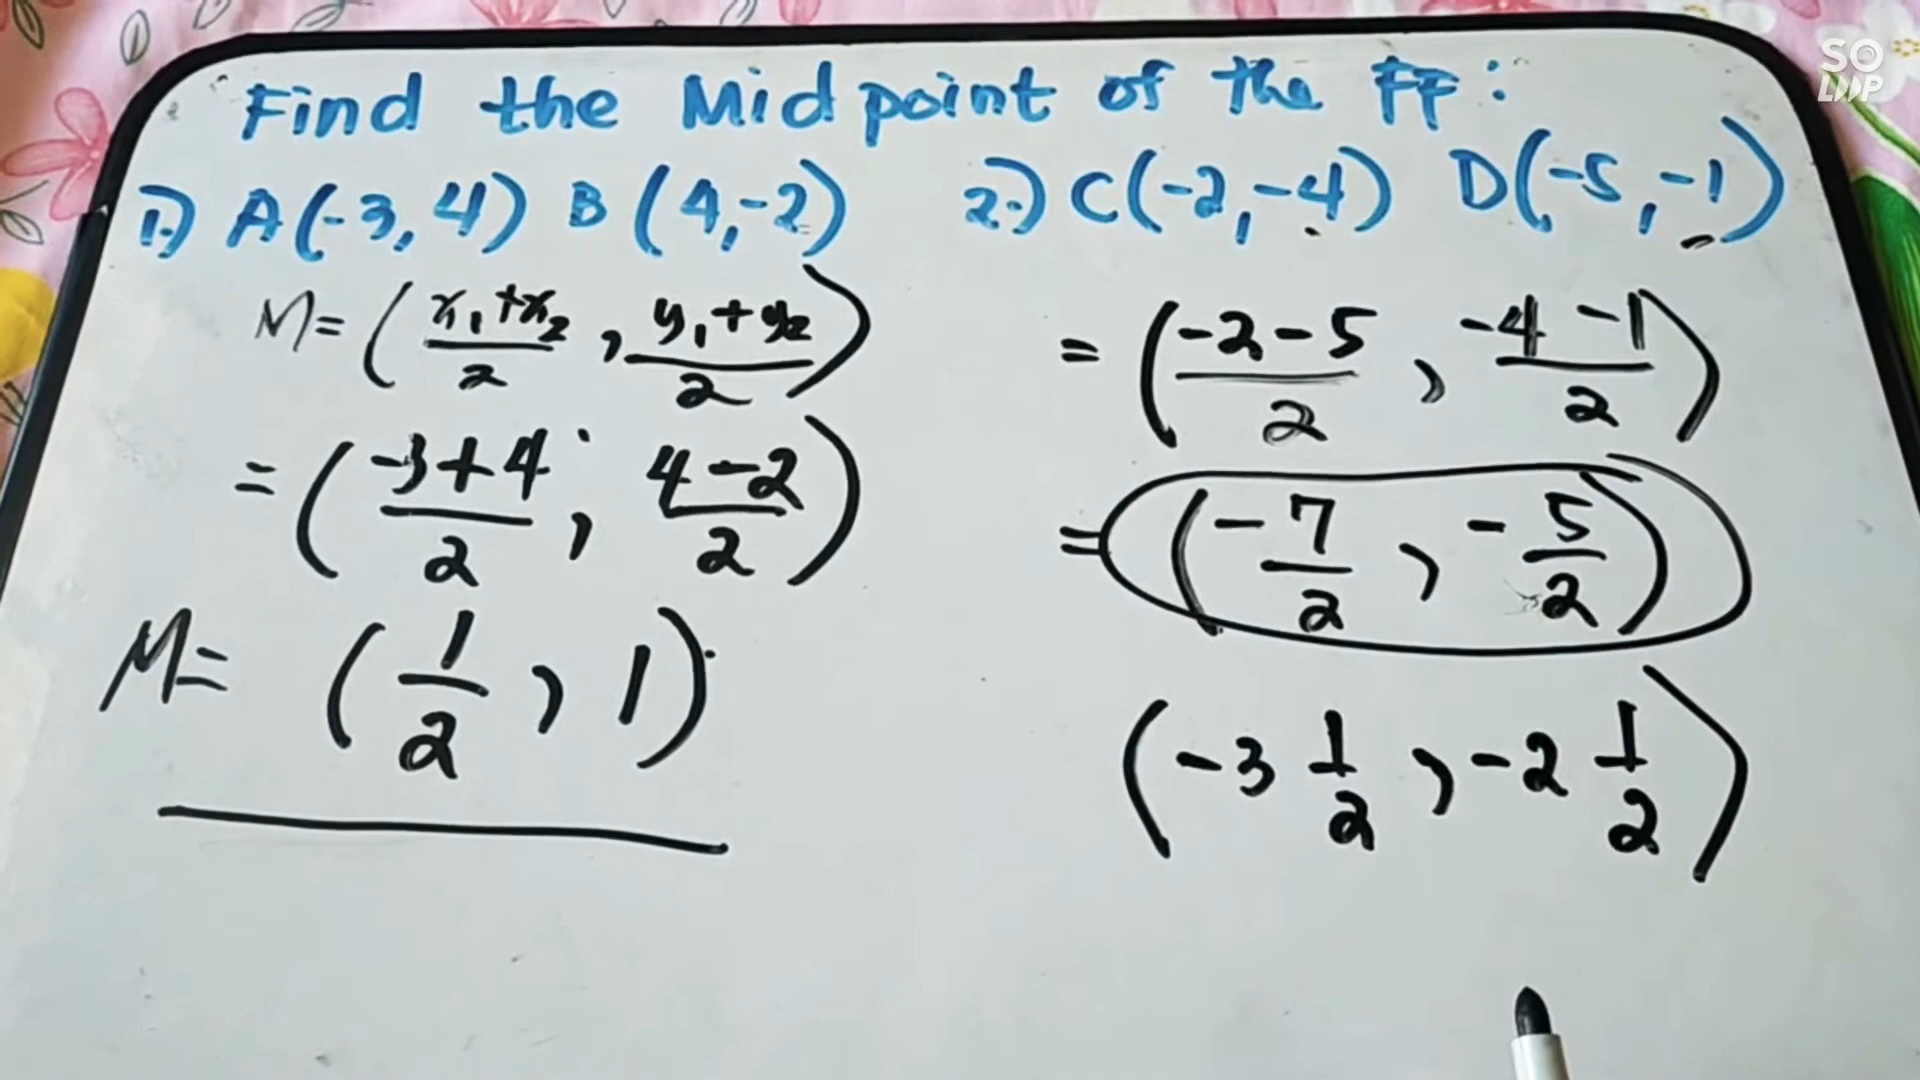 Find the Midpoint of the FF:
1.) A(-3,4) B(4,-2)
M= (x₁+x₂/2, y₁+y₂/2)
= (-3+4/2, 4-2/2)
M= (1/2, 1)
2.) C(-2,-4) D(-5,-1)
= (-2-5/2, -4-1/2)
= (-7/2, -5/2)
(-3 1/2, -2 1/2)
SO
LOOP